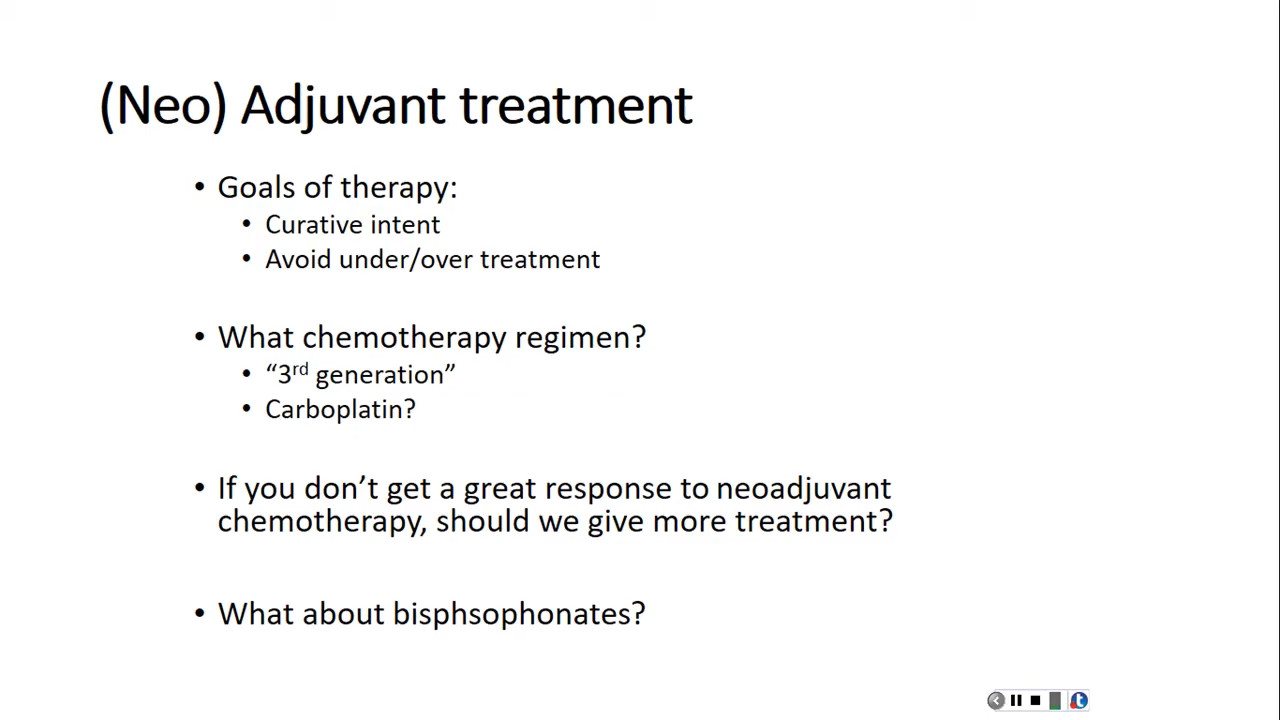 (Neo) Adjuvant treatment
• Goals of therapy:
• Curative intent
• Avoid under/over treatment
• What chemotherapy regimen?
• “3rd generation”
• Carboplatin?
• If you don’t get a great response to neoadjuvant
chemotherapy, should we give more treatment?
• What about bisphsophonates?
t